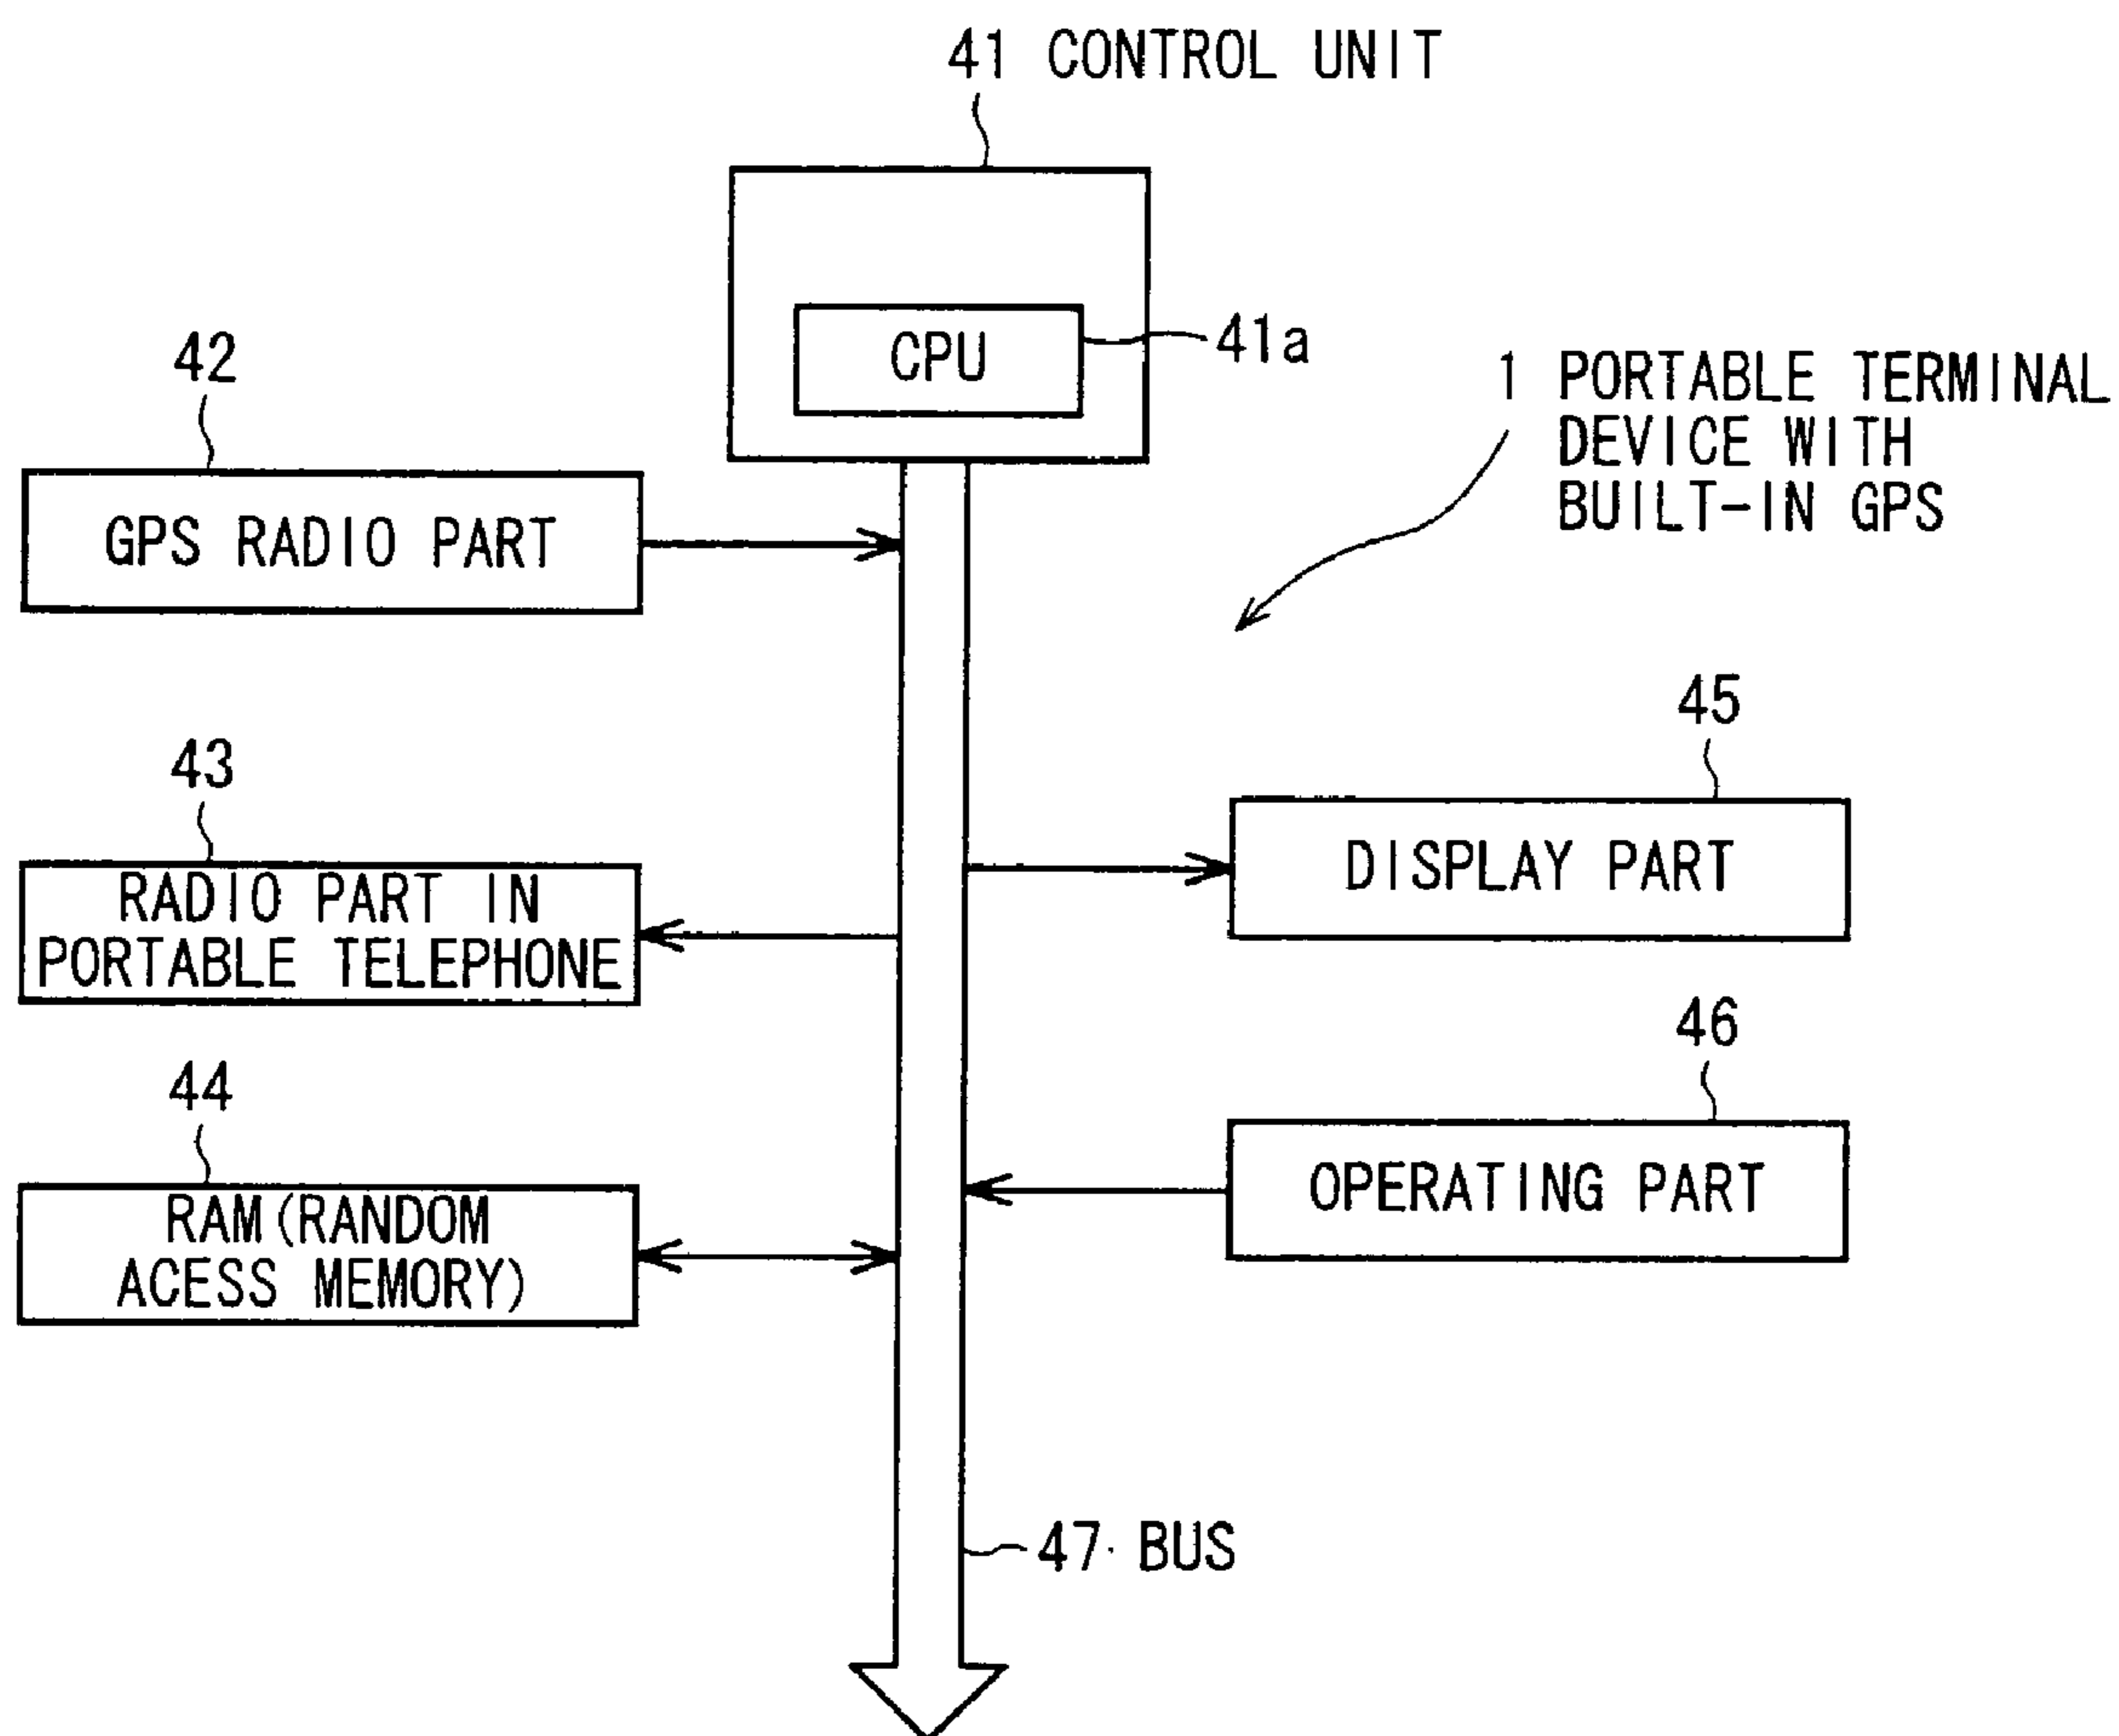 41 CONTROL UNIT
CPU
41a
42
GPS RADIO PART
1 PORTABLE TERMINAL
DEVICE WITH
BUILT-IN GPS
43
RADIO PART IN
PORTABLE TELEPHONE
45
DISPLAY PART
44
RAM(RANDOM
ACESS MEMORY)
46
OPERATING PART
47 BUS